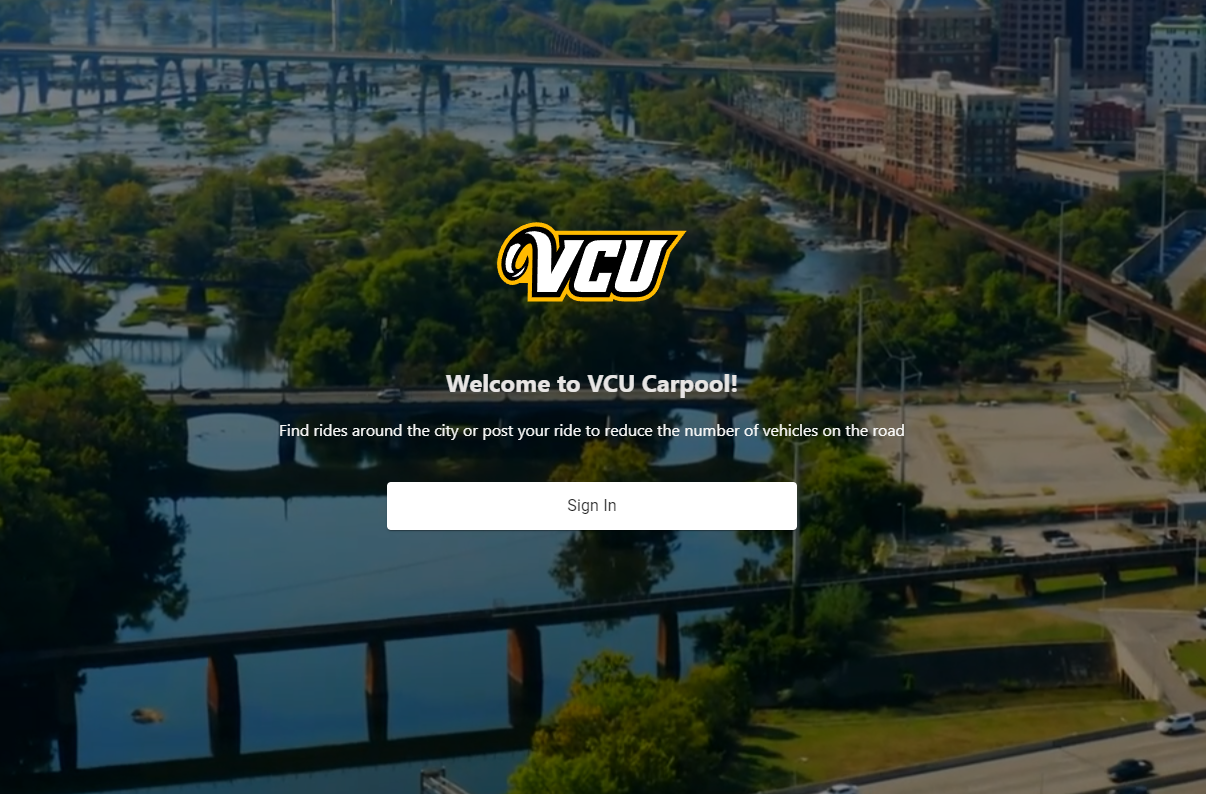 VCU
Welcome to VCU Carpool!
Find rides around the city or post your ride to reduce the number of vehicles on the road
Sign In